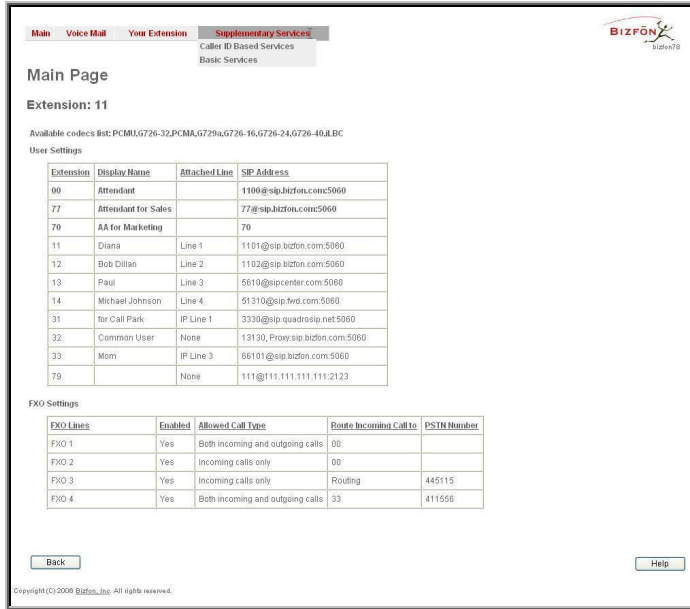 Main Voice Mail Your Extension Supplementary Services
Caller ID Based Services
Basic Services
BIZFŌN
bizfon78
Main Page
Extension: 11
Available codecs list: PCMU,G726-32,PCMA,G729a,G726-16,G726-24,G726-40,iLBC
User Settings
Extension Display Name Attached Line SIP Address
00 Attendant 1100@sip.bizfon.com:5060
77 Attendant for Sales 77@sip.bizfon.com:5060
70 AA for Marketing 70
11 Diana Line 1 1101@sip.bizfon.com:5060
12 Bob Dillan Line 2 1102@sip.bizfon.com:5060
13 Paul Line 3 5610@sipcenter.com:5060
14 Michael Johnson Line 4 51310@sip.fwd.com:5060
31 for Call Park IP Line 1 3330@sip.quadrosip.net:5060
32 Common User None 13130, Proxy:sip.bizfon.com:5060
33 Mom IP Line 3 66101@sip.bizfon.com:5060
79 None 111@111.111.111.111:2123
FXO Settings
FXO Lines Enabled Allowed Call Type Route Incoming Call to PSTN Number
FXO 1 Yes Both incoming and outgoing calls 00
FXO 2 Yes Incoming calls only 00
FXO 3 Yes Incoming calls only Routing 445115
FXO 4 Yes Both incoming and outgoing calls 33 411556
Back Help
Copyright (C) 2006 Bizfon, Inc. All rights reserved.